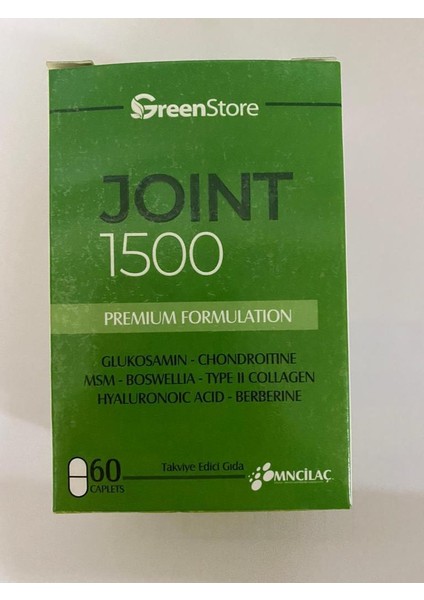 GreenStore
JOINT
1500
PREMIUM FORMULATION
GLUKOSAMIN - CHONDROITINE
MSM - BOSWELLIA - TYPE II COLLAGEN
HYALURONOIC ACID - BERBERINE
60
CAPLETS
Takviye Edici Gıda
MNCİLAÇ